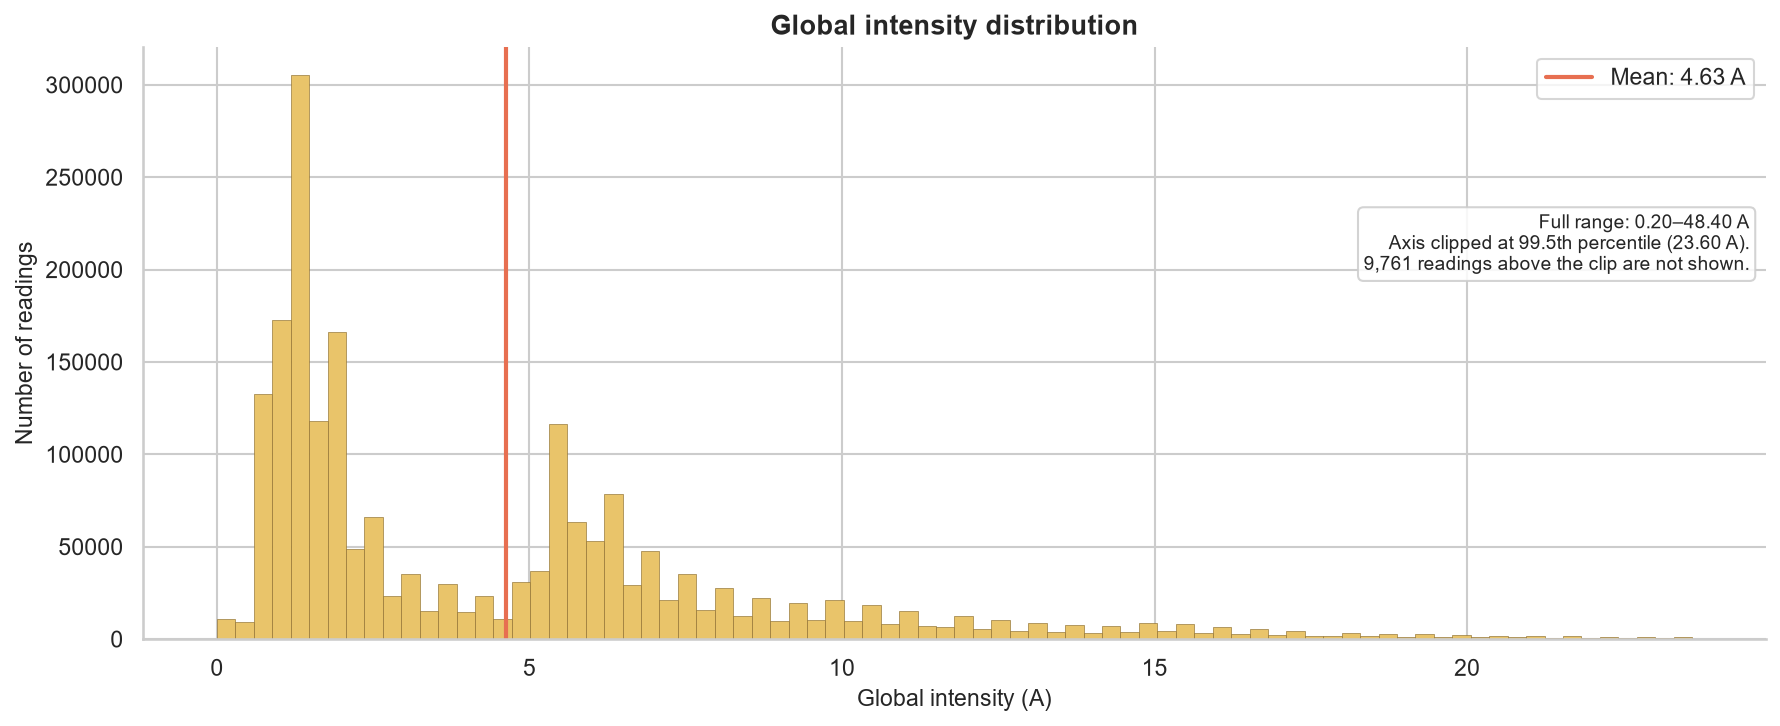 Global intensity distribution
Mean: 4.63 A
Full range: 0.20–48.40 A
Axis clipped at 99.5th percentile (23.60 A).
9,761 readings above the clip are not shown.
Number of readings
300000
250000
200000
150000
100000
50000
0
0 5 10 15 20
Global intensity (A)